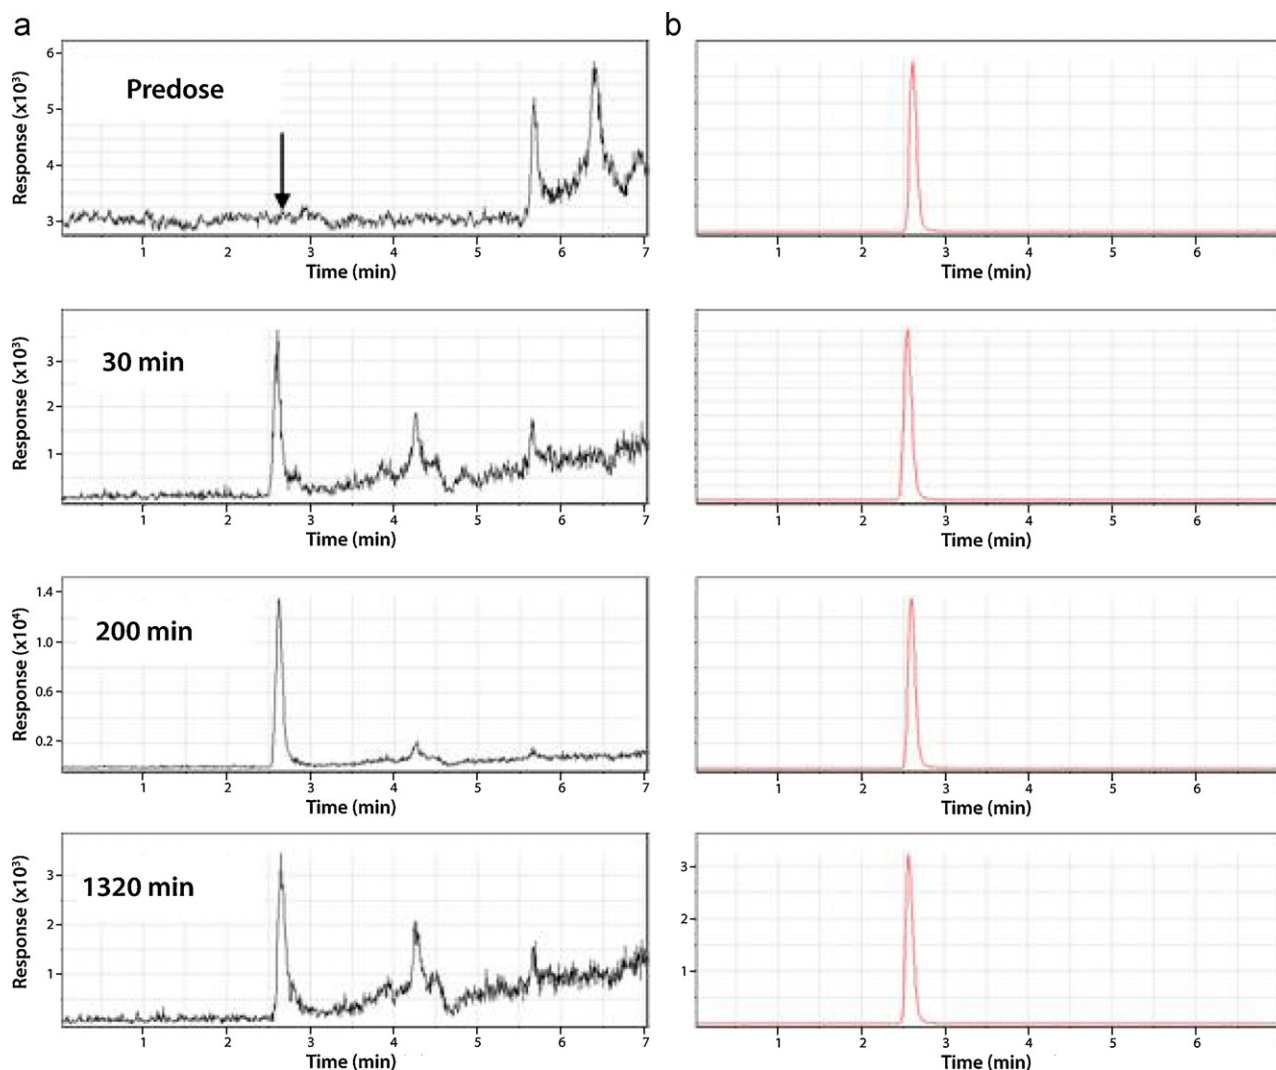 a
b
Response (x10³)
6
5
4
3
Predose
1 2 3 4 5 6 7
Time (min)
1 2 3 4 5 6
Time (min)
Response (x10³)
3
2
1
30 min
1 2 3 4 5 6 7
Time (min)
1 2 3 4 5 6
Time (min)
Response (x10⁴)
1.4
1.0
0.6
0.2
200 min
1 2 3 4 5 6 7
Time (min)
1 2 3 4 5 6
Time (min)
Response (x10³)
3
2
1
1320 min
1 2 3 4 5 6 7
Time (min)
3
2
1
1 2 3 4 5 6
Time (min)